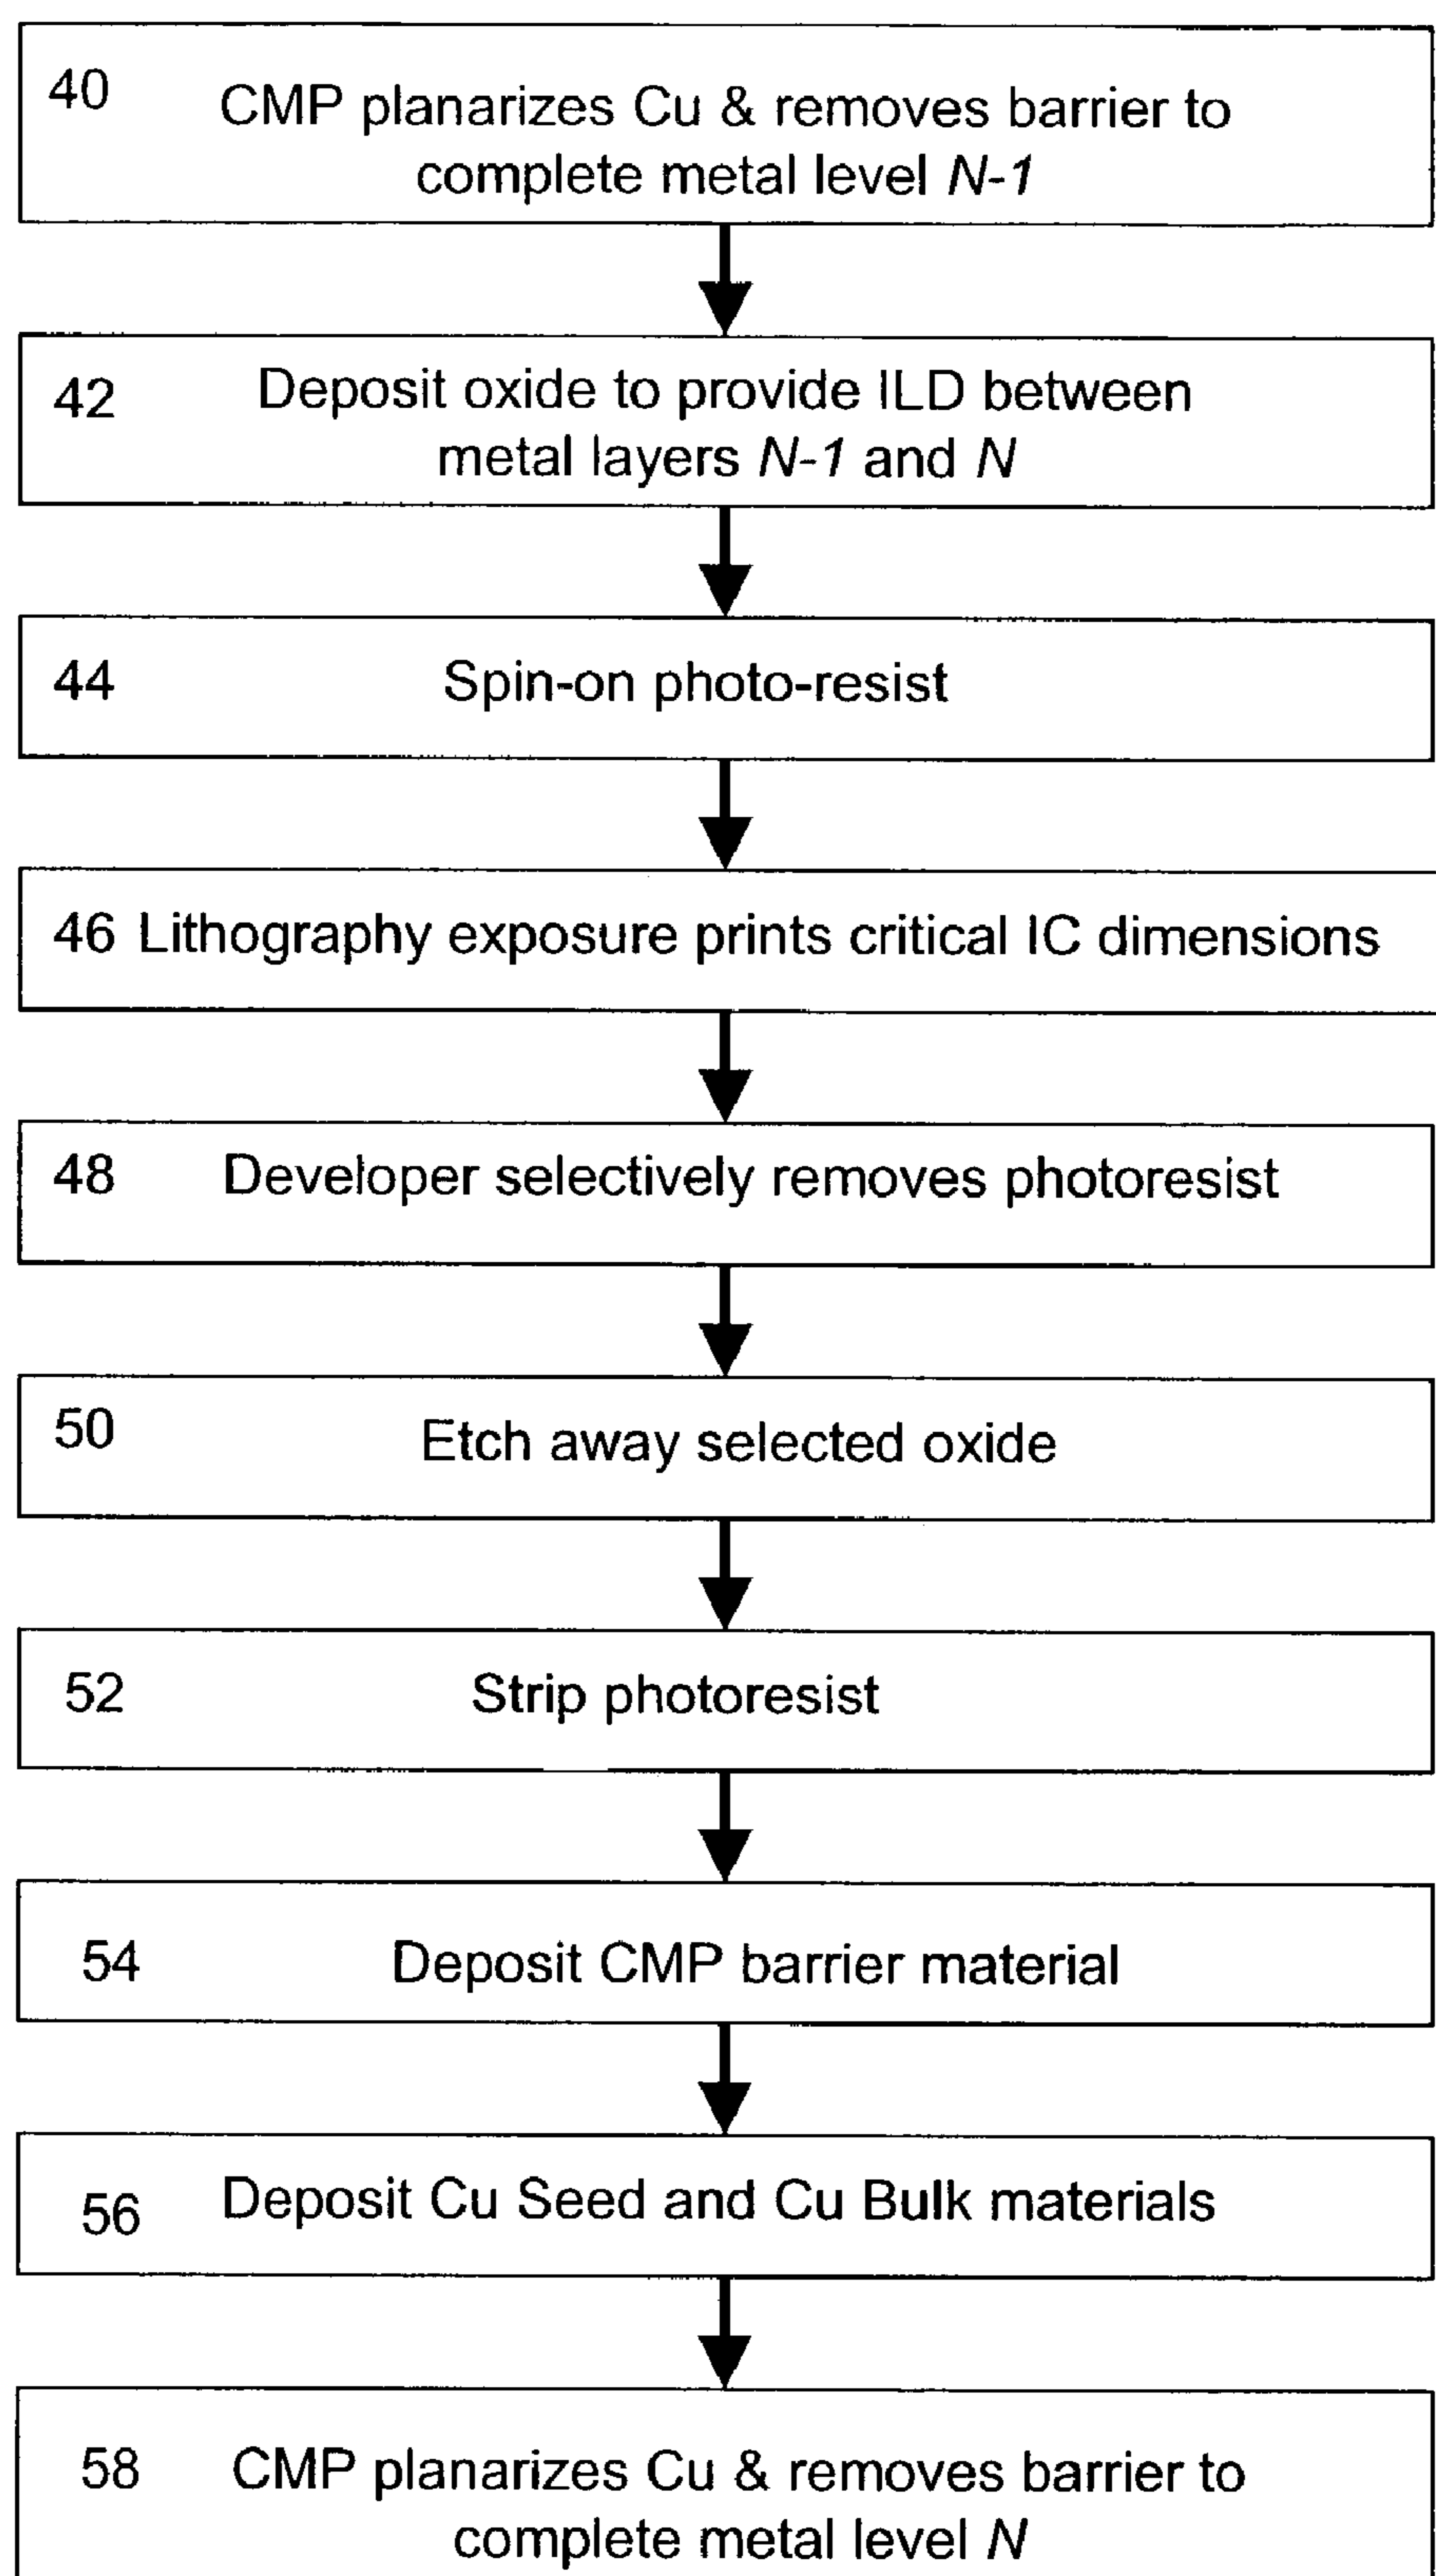 40 CMP planarizes Cu & removes barrier to
complete metal level N-1
42 Deposit oxide to provide ILD between
metal layers N-1 and N
44 Spin-on photo-resist
46 Lithography exposure prints critical IC dimensions
48 Developer selectively removes photoresist
50 Etch away selected oxide
52 Strip photoresist
54 Deposit CMP barrier material
56 Deposit Cu Seed and Cu Bulk materials
58 CMP planarizes Cu & removes barrier to
complete metal level N